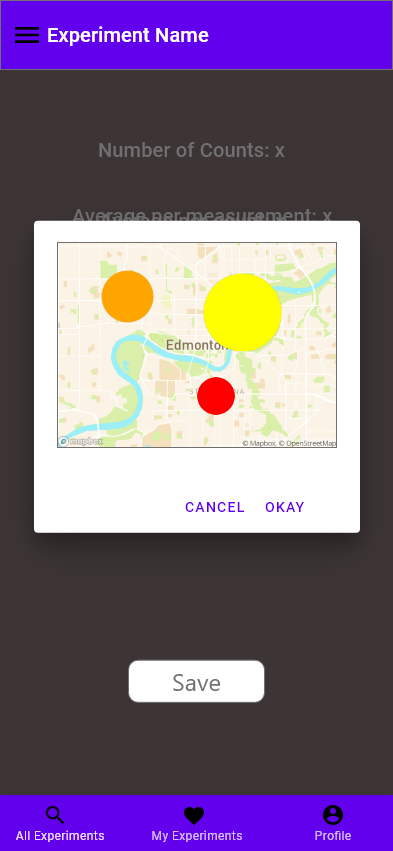 Experiment Name
Number of Counts: x
Average per measurement: x
Edmonton
mapbox
© Mapbox, © OpenStreetMap
CANCEL OKAY
Save
All Experiments My Experiments Profile